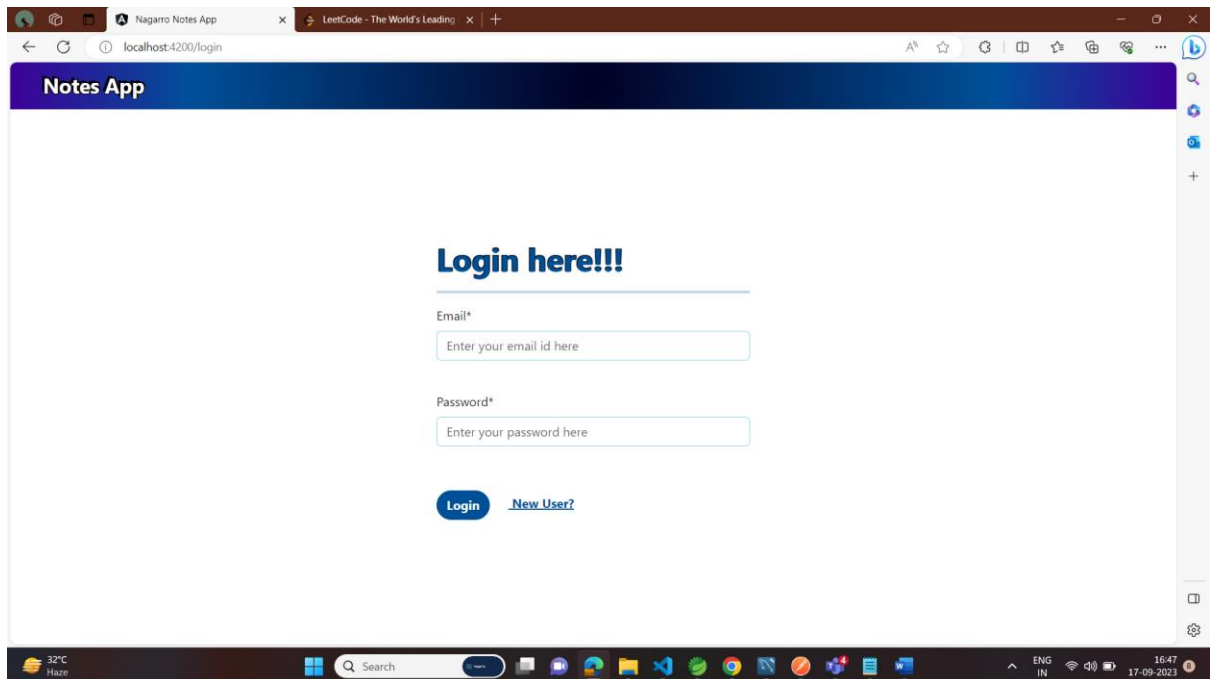 Nagarro Notes App
LeetCode - The World's Leading
localhost:4200/login
Notes App
Login here!!!
Email*
Enter your email id here
Password*
Enter your password here
Login New User?
32°C
Haze
Search
ENG
IN
16:47
17-09-2023